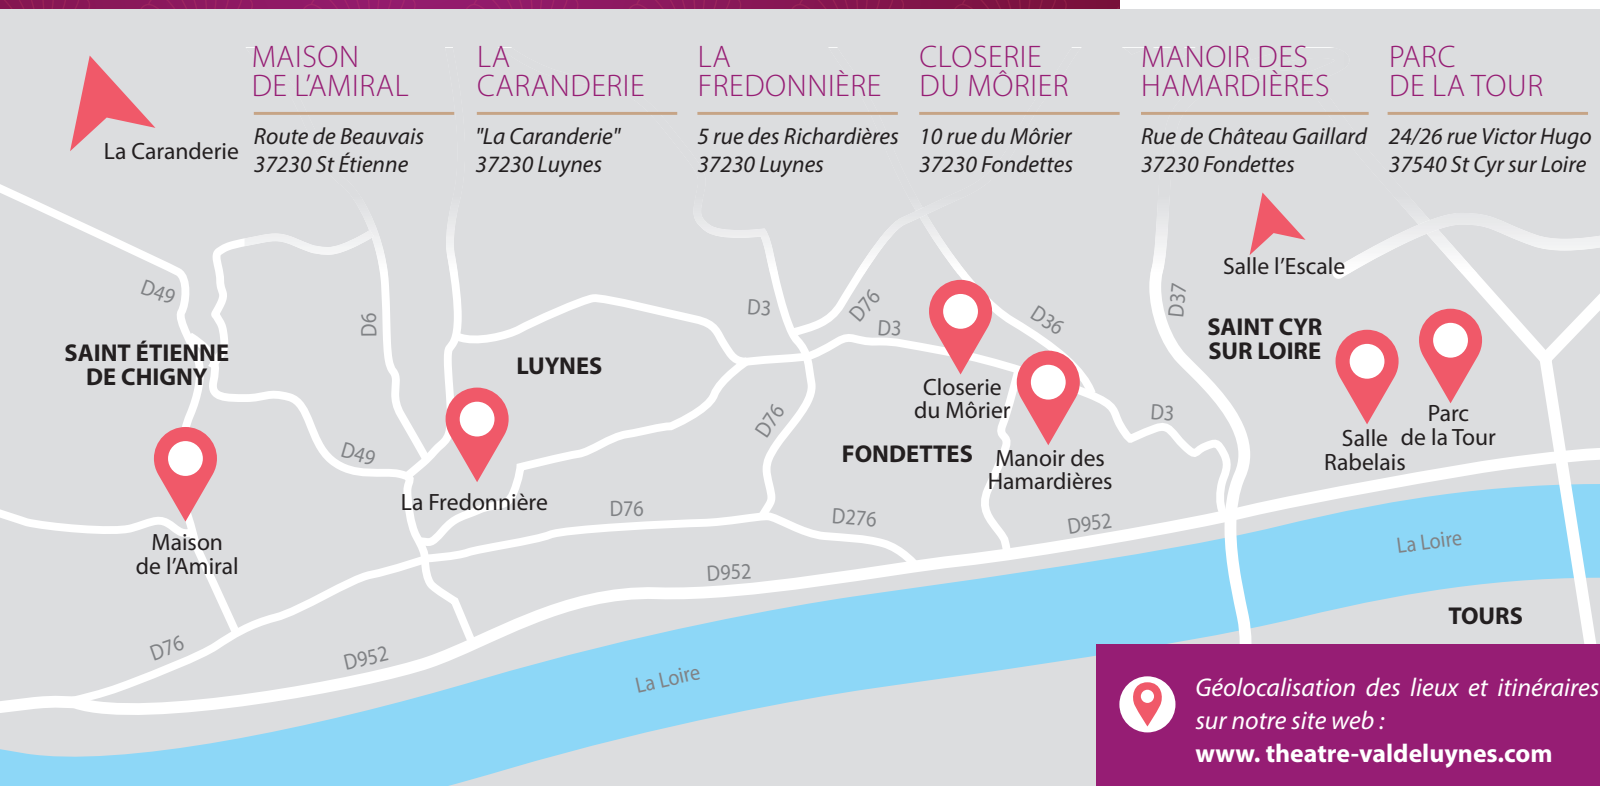 MAISON
DE L'AMIRAL
Route de Beauvais
37230 St Étienne
LA
CARANDERIE
"La Caranderie"
37230 Luynes
LA
FREDONNIÈRE
5 rue des Richardières
37230 Luynes
CLOSERIE
DU MÔRIER
10 rue du Môrier
37230 Fondettes
MANOIR DES
HAMARDIÈRES
Rue de Château Gaillard
37230 Fondettes
PARC
DE LA TOUR
24/26 rue Victor Hugo
37540 St Cyr sur Loire
La Caranderie
Salle l'Escale
D49
D6
D3
D76
D3
D36
D37
SAINT ÉTIENNE
DE CHIGNY
LUYNES
SAINT CYR
SUR LOIRE
Closerie
du Môrier
D76
D3
Parc
de la Tour
Salle
Rabelais
D49
FONDETTES
Manoir des
Hamardières
La Fredonnière
D76
D276
D952
Maison
de l'Amiral
La Loire
D952
TOURS
D76
D952
La Loire
Géolocalisation des lieux et itinéraires
sur notre site web :
www. theatre-valdeluynes.com